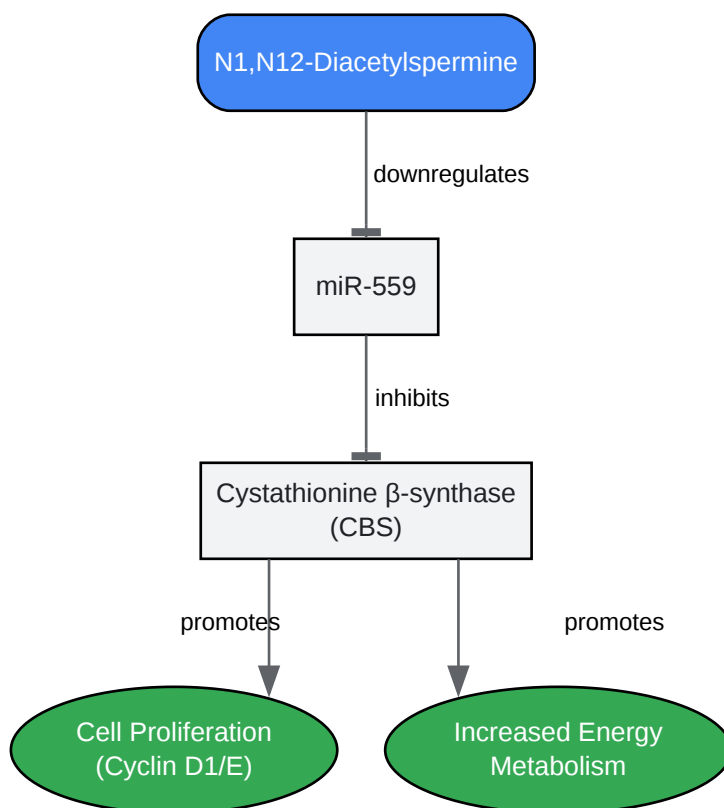 N1,N12-Diacetylspermine
downregulates
miR-559
inhibits
Cystathionine β-synthase
(CBS)
promotes
promotes
Cell Proliferation
(Cyclin D1/E)
Increased Energy
Metabolism